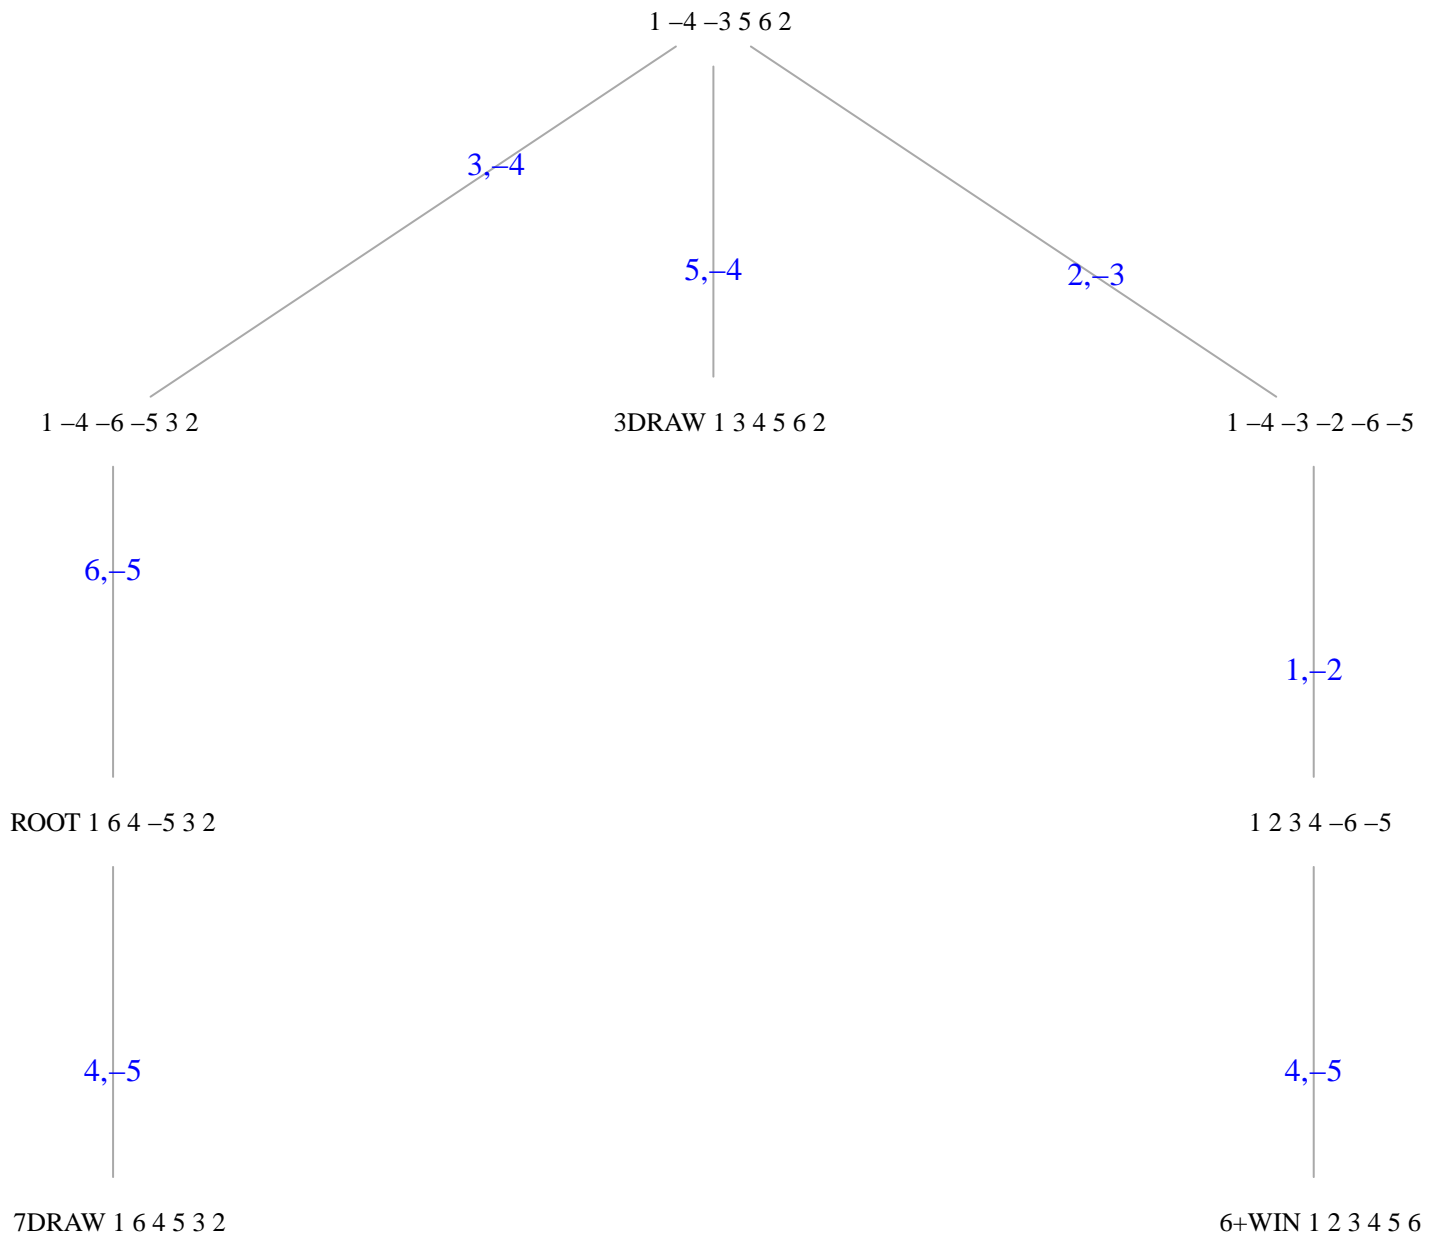 1 –4 –3 5 6 2
3,–4
5,–4
2,–3
1 –4 –6 –5 3 2
3DRAW 1 3 4 5 6 2
1 –4 –3 –2 –6 –5
6,–5
1,–2
ROOT 1 6 4 –5 3 2
1 2 3 4 –6 –5
4,–5
4,–5
7DRAW 1 6 4 5 3 2
6+WIN 1 2 3 4 5 6